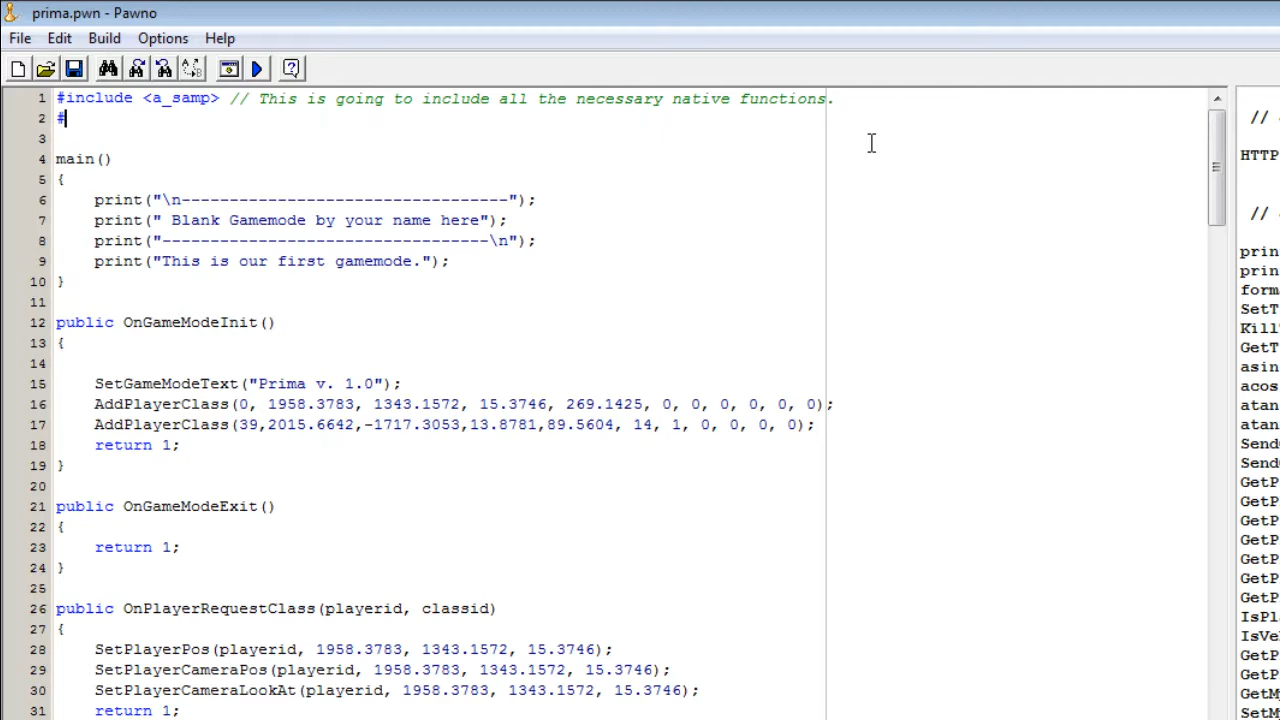 prima.pwn - Pawno
File Edit Build Options Help
1 #include <a_samp> // This is going to include all the necessary native functions.
2 #
3
4 main()
5 {
6 print("\n----------------------------------");
7 print(" Blank Gamemode by your name here");
8 print("----------------------------------\n");
9 print("This is our first gamemode.");
10 }
11
12 public OnGameModeInit()
13 {
14
15 SetGameModeText("Prima v. 1.0");
16 AddPlayerClass(0, 1958.3783, 1343.1572, 15.3746, 269.1425, 0, 0, 0, 0, 0, 0);
17 AddPlayerClass(39,2015.6642,-1717.3053,13.8781,89.5604, 14, 1, 0, 0, 0, 0);
18 return 1;
19 }
20
21 public OnGameModeExit()
22 {
23 return 1;
24 }
25
26 public OnPlayerRequestClass(playerid, classid)
27 {
28 SetPlayerPos(playerid, 1958.3783, 1343.1572, 15.3746);
29 SetPlayerCameraPos(playerid, 1958.3783, 1343.1572, 15.3746);
30 SetPlayerCameraLookAt(playerid, 1958.3783, 1343.1572, 15.3746);
31 return 1;
//
HTTP
//
prin
prin
form
SetT
Kill
GetT
asin
acos
atan
atan
Send
Send
GetP
GetP
GetP
GetP
GetP
GetP
GetP
IsPl
IsVe
GetP
GetP
GetM
SetM